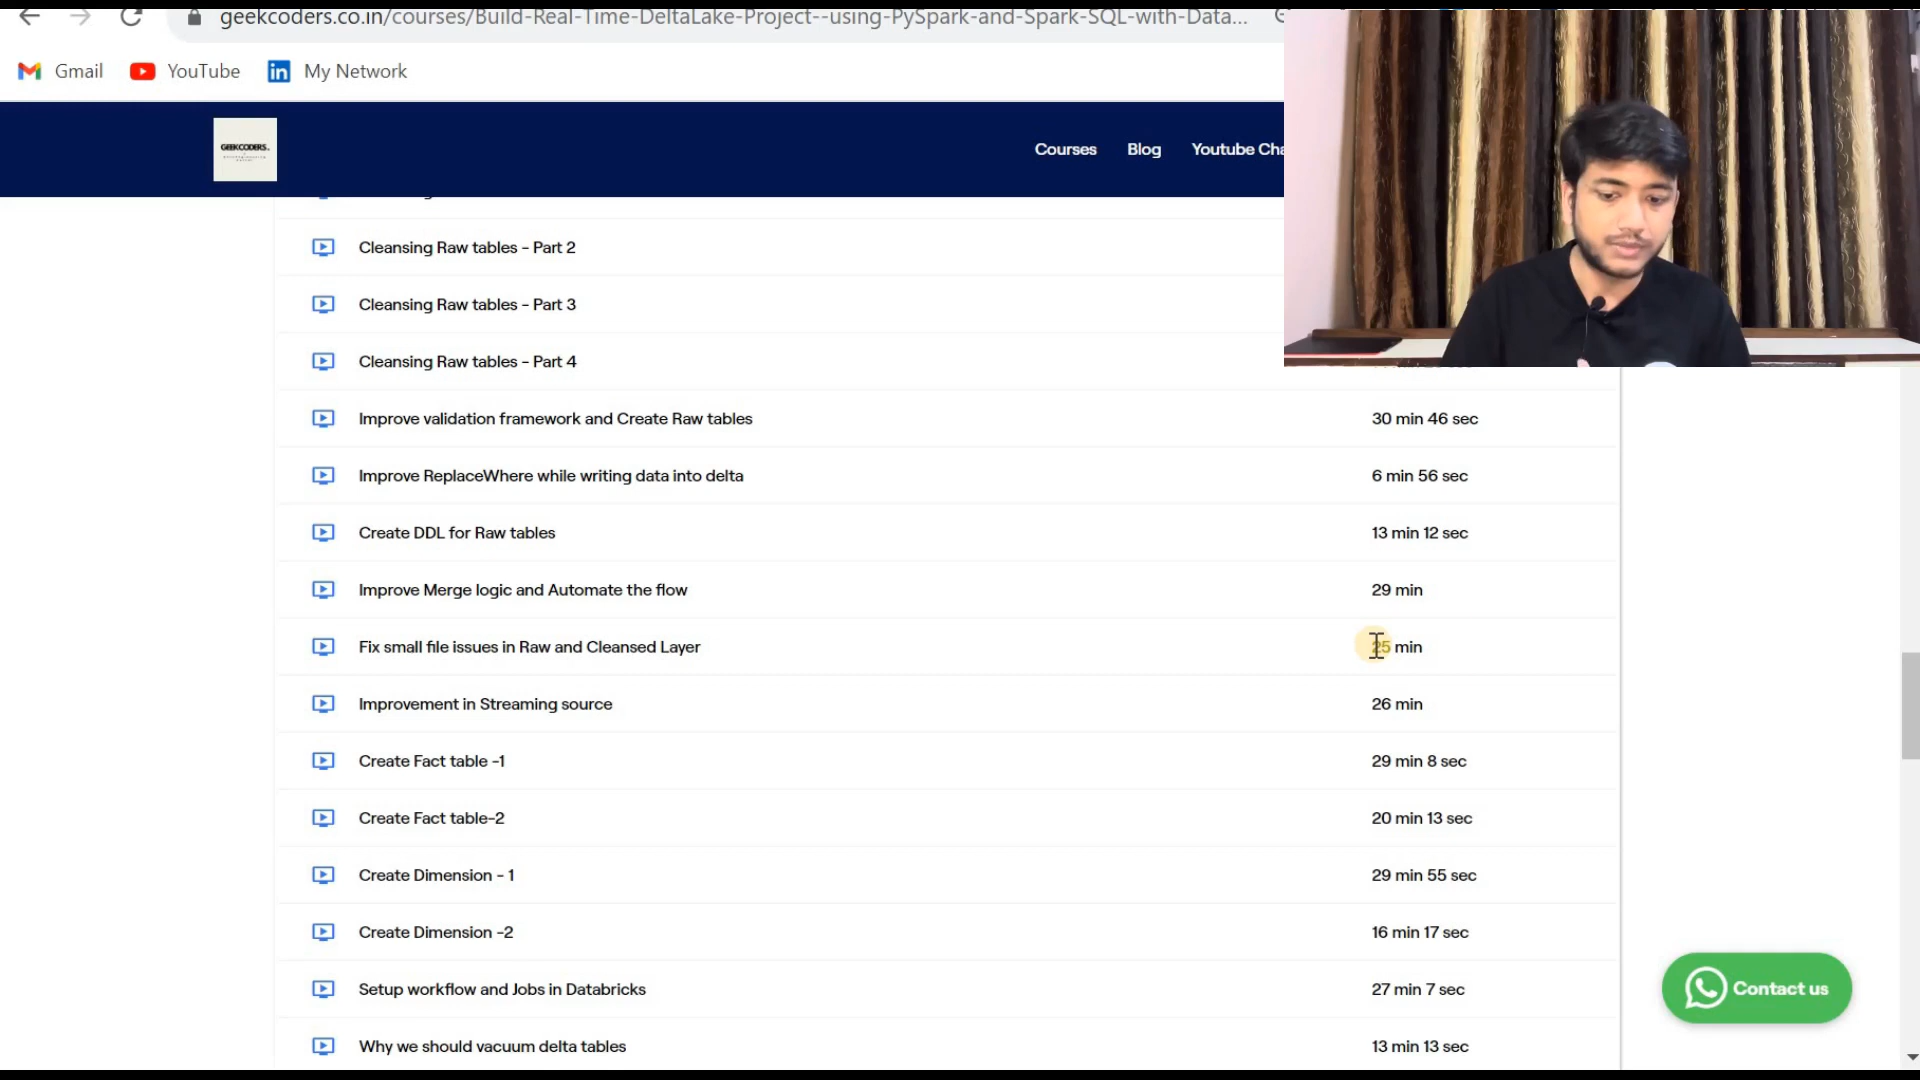 geekcoders.co.in/courses/Build-Real-Time-DeltaLake-Project--using-PySpark-and-Spark-SQL-with-Data...
Gmail YouTube My Network
GEEKCODERS.
Courses Blog Youtube Cha
Cleansing Raw tables - Part 2
Cleansing Raw tables - Part 3
Cleansing Raw tables - Part 4
Improve validation framework and Create Raw tables 30 min 46 sec
Improve ReplaceWhere while writing data into delta 6 min 56 sec
Create DDL for Raw tables 13 min 12 sec
Improve Merge logic and Automate the flow 29 min
Fix small file issues in Raw and Cleansed Layer 25 min
Improvement in Streaming source 26 min
Create Fact table -1 29 min 8 sec
Create Fact table-2 20 min 13 sec
Create Dimension - 1 29 min 55 sec
Create Dimension -2 16 min 17 sec
Setup workflow and Jobs in Databricks 27 min 7 sec
Contact us
Why we should vacuum delta tables 13 min 13 sec